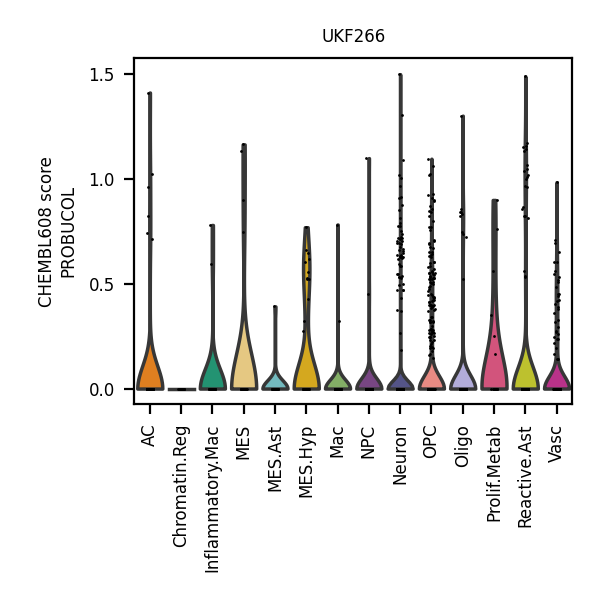 UKF266
CHEMBL608 score
PROBUCOL
1.5
1.0
0.5
0.0
AC
Chromatin.Reg
Inflammatory.Mac
MES
MES.Ast
MES.Hyp
Mac
NPC
Neuron
OPC
Oligo
Prolif.Metab
Reactive.Ast
Vasc